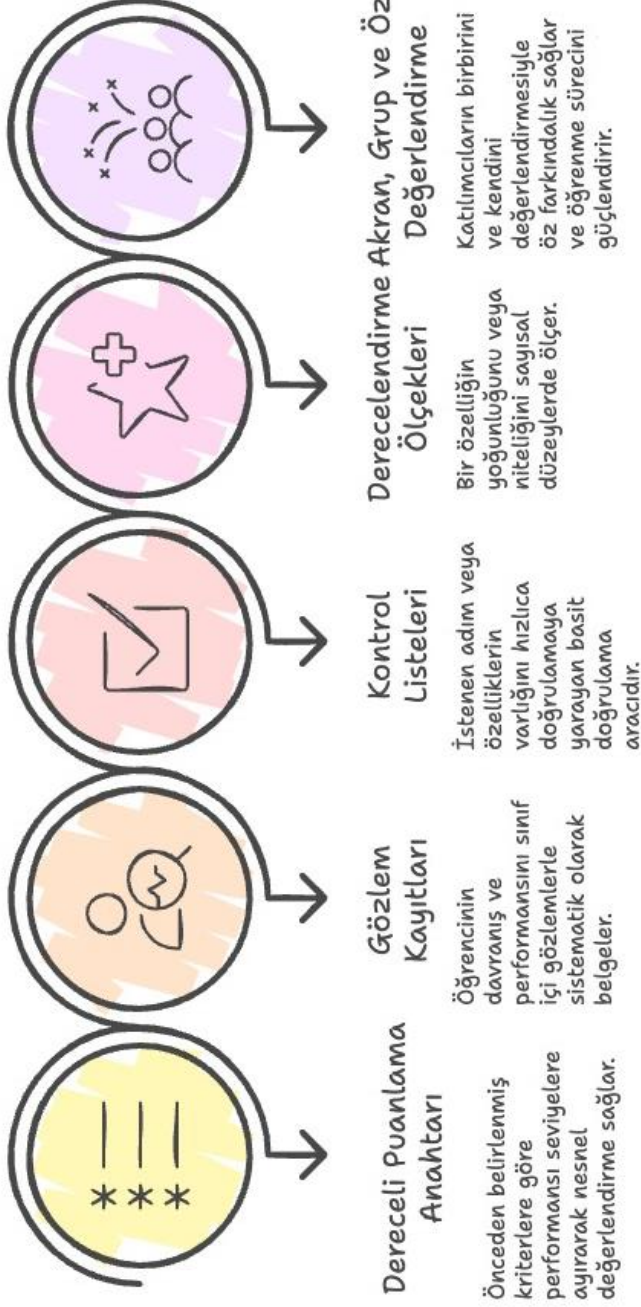 Dereceli Puanlama
Anahtarı
Önceden belirlenmiş
kriterlere göre
performansı seviyelere
ayırarak nesnel
değerlendirme sağlar.
Gözlem
Kayıtları
Öğrencinin
davranış ve
performansını sınıf
içi gözlemlerle
sistematik olarak
belgeler.
Kontrol
Listeleri
İstenen adım veya
özelliklerin
varlığını hızlıca
doğrulamaya
yarayan basit
doğrulama
aracıdır.
Derecelendirme
Ölçekleri
Bir özelliğin
yoğunluğunu veya
niteliğini sayısal
düzeylerde ölçer.
Akran, Grup ve Öz
Değerlendirme
Katılımcıların birbirini
ve kendini
değerlendirmesiyle
öz farkındalık sağlar
ve öğrenme sürecini
güçlendirir.